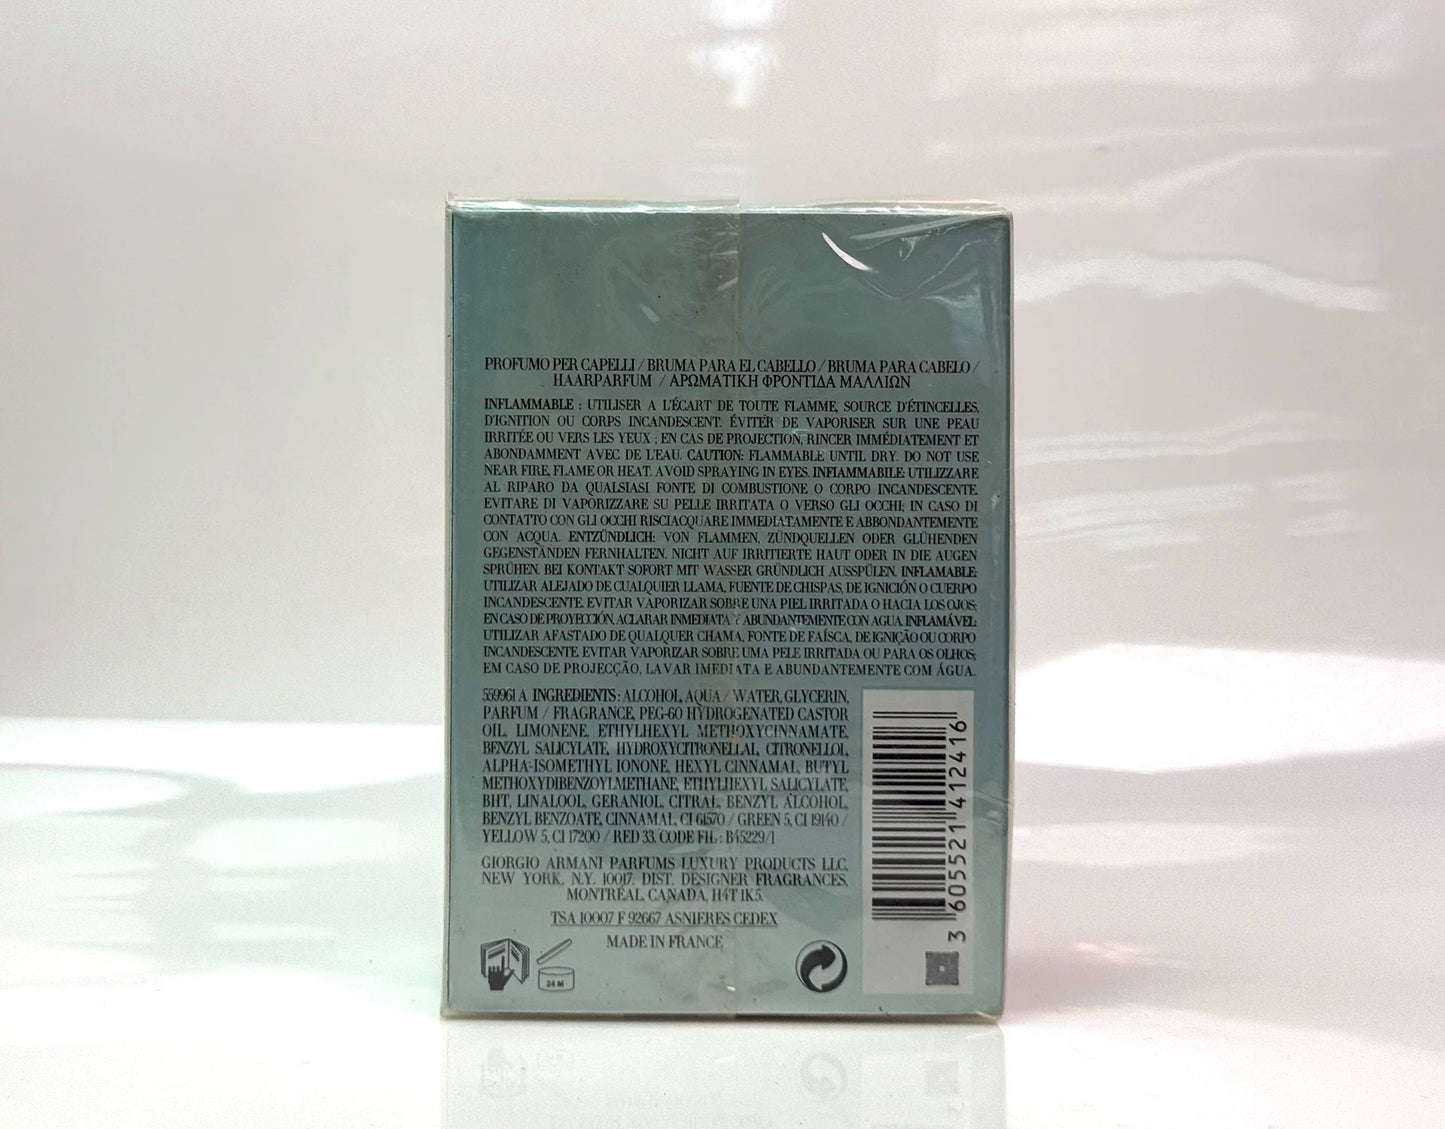 PROFUMO PER CAPELLI / BRUMA PARA EL CABELLO / BRUMA PARA CABELO /
HAARPARFUM / ΑΡΩΜΑΤΙΚΗ ΦΡΟΝΤΙΔΑ ΜΑΛΛΙΩΝ
INFLAMMABLE : UTILISER A L'ÉCART DE TOUTE FLAMME, SOURCE D'ÉTINCELLES,
D'IGNITION OU CORPS INCANDESCENT. ÉVITER DE VAPORISER SUR UNE PEAU
IRRITÉE OU VERS LES YEUX ; EN CAS DE PROJECTION, RINCER IMMÉDIATEMENT ET
ABONDAMMENT AVEC DE L'EAU. CAUTION: FLAMMABLE UNTIL DRY. DO NOT USE
NEAR FIRE, FLAME OR HEAT. AVOID SPRAYING IN EYES. INFIAMMABILE: UTILIZZARE
AL RIPARO DA QUALSIASI FONTE DI COMBUSTIONE O CORPO INCANDESCENTE.
EVITARE DI VAPORIZZARE SU PELLE IRRITATA O VERSO GLI OCCHI; IN CASO DI
CONTATTO CON GLI OCCHI RISCIACQUARE IMMEDIATAMENTE E ABBONDANTEMENTE
CON ACQUA. ENTZÜNDLICH: VON FLAMMEN, ZÜNDQUELLEN ODER GLÜHENDEN
GEGENSTÄNDEN FERNHALTEN. NICHT AUF IRRITIERTE HAUT ODER IN DIE AUGEN
SPRÜHEN. BEI KONTAKT SOFORT MIT WASSER GRÜNDLICH AUSSPÜLEN. INFLAMABLE:
UTILIZAR ALEJADO DE CUALQUIER LLAMA, FUENTE DE CHISPAS, DE IGNICIÓN O CUERPO
INCANDESCENTE. EVITAR VAPORIZAR SOBRE UNA PIEL IRRITADA O HACIA LOS OJOS;
EN CASO DE PROYECCIÓN, ACLARAR INMEDIATA Y ABUNDANTEMENTE CON AGUA. INFLAMÁVEL:
UTILIZAR AFASTADO DE QUALQUER CHAMA, FONTE DE FAÍSCA, DE IGNIÇÃO OU CORPO
INCANDESCENTE. EVITAR VAPORIZAR SOBRE UMA PELE IRRITADA OU PARA OS OLHOS;
EM CASO DE PROJECÇÃO, LAVAR IMEDIATA E ABUNDANTEMENTE COM ÁGUA.
559961 A INGREDIENTS : ALCOHOL, AQUA / WATER, GLYCERIN,
PARFUM / FRAGRANCE, PEG-60 HYDROGENATED CASTOR
OIL, LIMONENE, ETHYLHEXYL METHOXYCINNAMATE,
BENZYL SALICYLATE, HYDROXYCITRONELLAL, CITRONELLOL,
ALPHA-ISOMETHYL IONONE, HEXYL CINNAMAL, BUTYL
METHOXYDIBENZOYLMETHANE, ETHYLHEXYL SALICYLATE,
BHT, LINALOOL, GERANIOL, CITRAL, BENZYL ALCOHOL,
BENZYL BENZOATE, CINNAMAL, CI 61570 / GREEN 5, CI 19140 /
YELLOW 5, CI 17200 / RED 33. CODE FIL : B45229/1
GIORGIO ARMANI PARFUMS LUXURY PRODUCTS LLC,
NEW YORK, N.Y. 10017, DIST. DESIGNER FRAGRANCES,
MONTRÉAL, CANADA, H4T 1K5.
TSA 10007 F 92667 ASNIERES CEDEX
MADE IN FRANCE
24 M
3 605521 412416